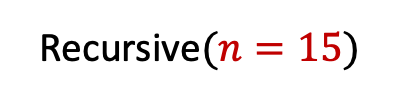 Recursive(n = 15)